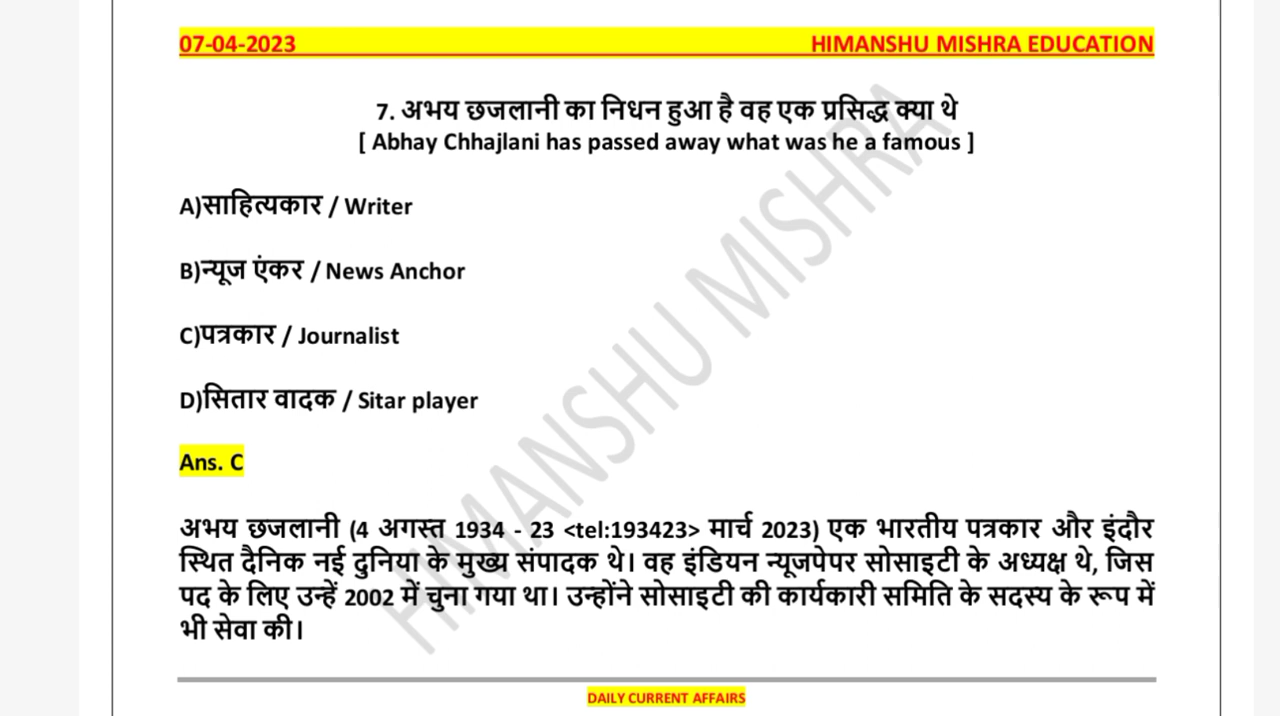 07-04-2023 HIMANSHU MISHRA EDUCATION
7. अभय छजलानी का निधन हुआ है वह एक प्रसिद्ध क्या थे
[ Abhay Chhajlani has passed away what was he a famous ]
A)साहित्यकार / Writer
B)न्यूज एंकर / News Anchor
C)पत्रकार / Journalist
D)सितार वादक / Sitar player
Ans. C
अभय छजलानी (4 अगस्त 1934 - 23 <tel:193423> मार्च 2023) एक भारतीय पत्रकार और इंदौर
स्थित दैनिक नई दुनिया के मुख्य संपादक थे। वह इंडियन न्यूजपेपर सोसाइटी के अध्यक्ष थे, जिस
पद के लिए उन्हें 2002 में चुना गया था। उन्होंने सोसाइटी की कार्यकारी समिति के सदस्य के रूप में
भी सेवा की।
HIMANSHU MISHRA
DAILY CURRENT AFFAIRS